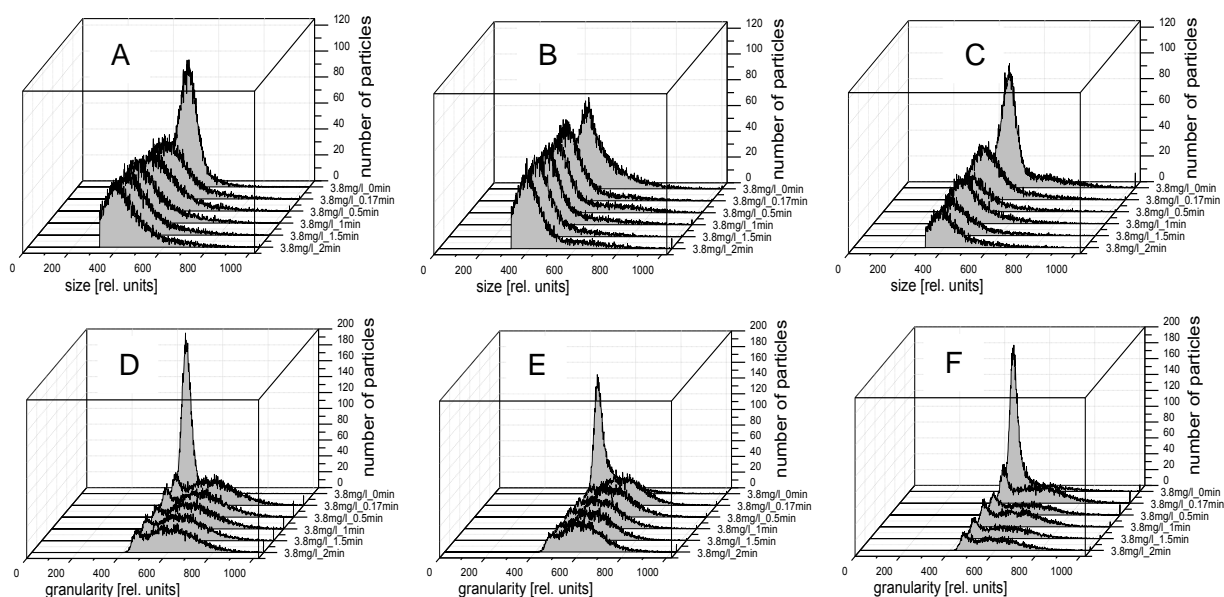 A
120
100
80
60
40
20
0
number of particles
3.8mg/l_0min
3.8mg/l_0.17min
3.8mg/l_0.5min
3.8mg/l_1min
3.8mg/l_1.5min
3.8mg/l_2min
0 200 400 600 800 1000
size [rel. units]
B
120
100
80
60
40
20
0
number of particles
3.8mg/l_0min
3.8mg/l_0.17min
3.8mg/l_0.5min
3.8mg/l_1min
3.8mg/l_1.5min
3.8mg/l_2min
0 200 400 600 800 1000
size [rel. units]
C
120
100
80
60
40
20
0
number of particles
3.8mg/l_0min
3.8mg/l_0.17min
3.8mg/l_0.5min
3.8mg/l_1min
3.8mg/l_1.5min
3.8mg/l_2min
0 200 400 600 800 1000
size [rel. units]
D
200
180
160
140
120
100
80
60
40
20
0
number of particles
3.8mg/l_0min
3.8mg/l_0.17min
3.8mg/l_0.5min
3.8mg/l_1min
3.8mg/l_1.5min
3.8mg/l_2min
0 200 400 600 800 1000
granularity [rel. units]
E
200
180
160
140
120
100
80
60
40
20
0
number of particles
3.8mg/l_0min
3.8mg/l_0.17min
3.8mg/l_0.5min
3.8mg/l_1min
3.8mg/l_1.5min
3.8mg/l_2min
0 200 400 600 800 1000
granularity [rel. units]
F
200
180
160
140
120
100
80
60
40
20
0
number of particles
3.8mg/l_0min
3.8mg/l_0.17min
3.8mg/l_0.5min
3.8mg/l_1min
3.8mg/l_1.5min
3.8mg/l_2min
0 200 400 600 800 1000
granularity [rel. units]